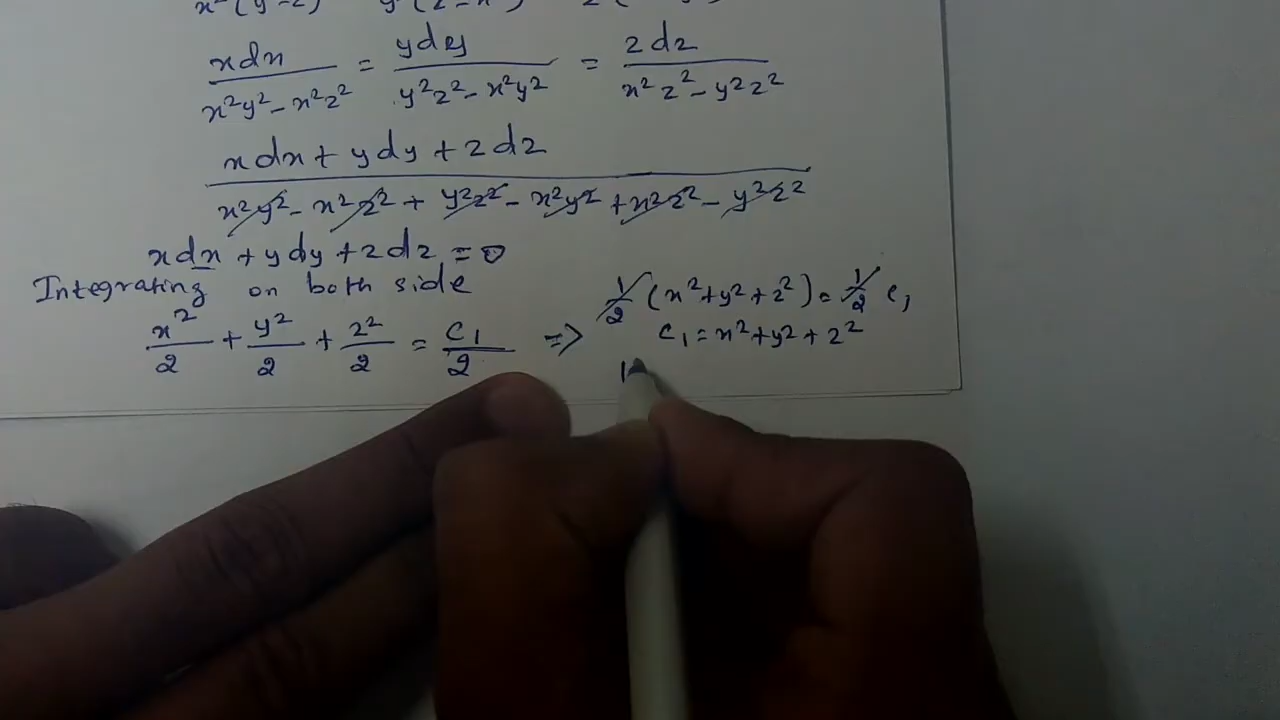 xdx / x²y² - x²z² = ydy / y²z² - x²y² = zdz / x²z² - y²z²
xdx + ydy + zdz / x²y² - x²z² + y²z² - x²y² + x²z² - y²z²
xdx + ydy + zdz = 0
Integrating on both side
x²/2 + y²/2 + z²/2 = C₁/2 => 1/2 (x² + y² + z²) = 1/2 c₁
C₁ = x² + y² + z²